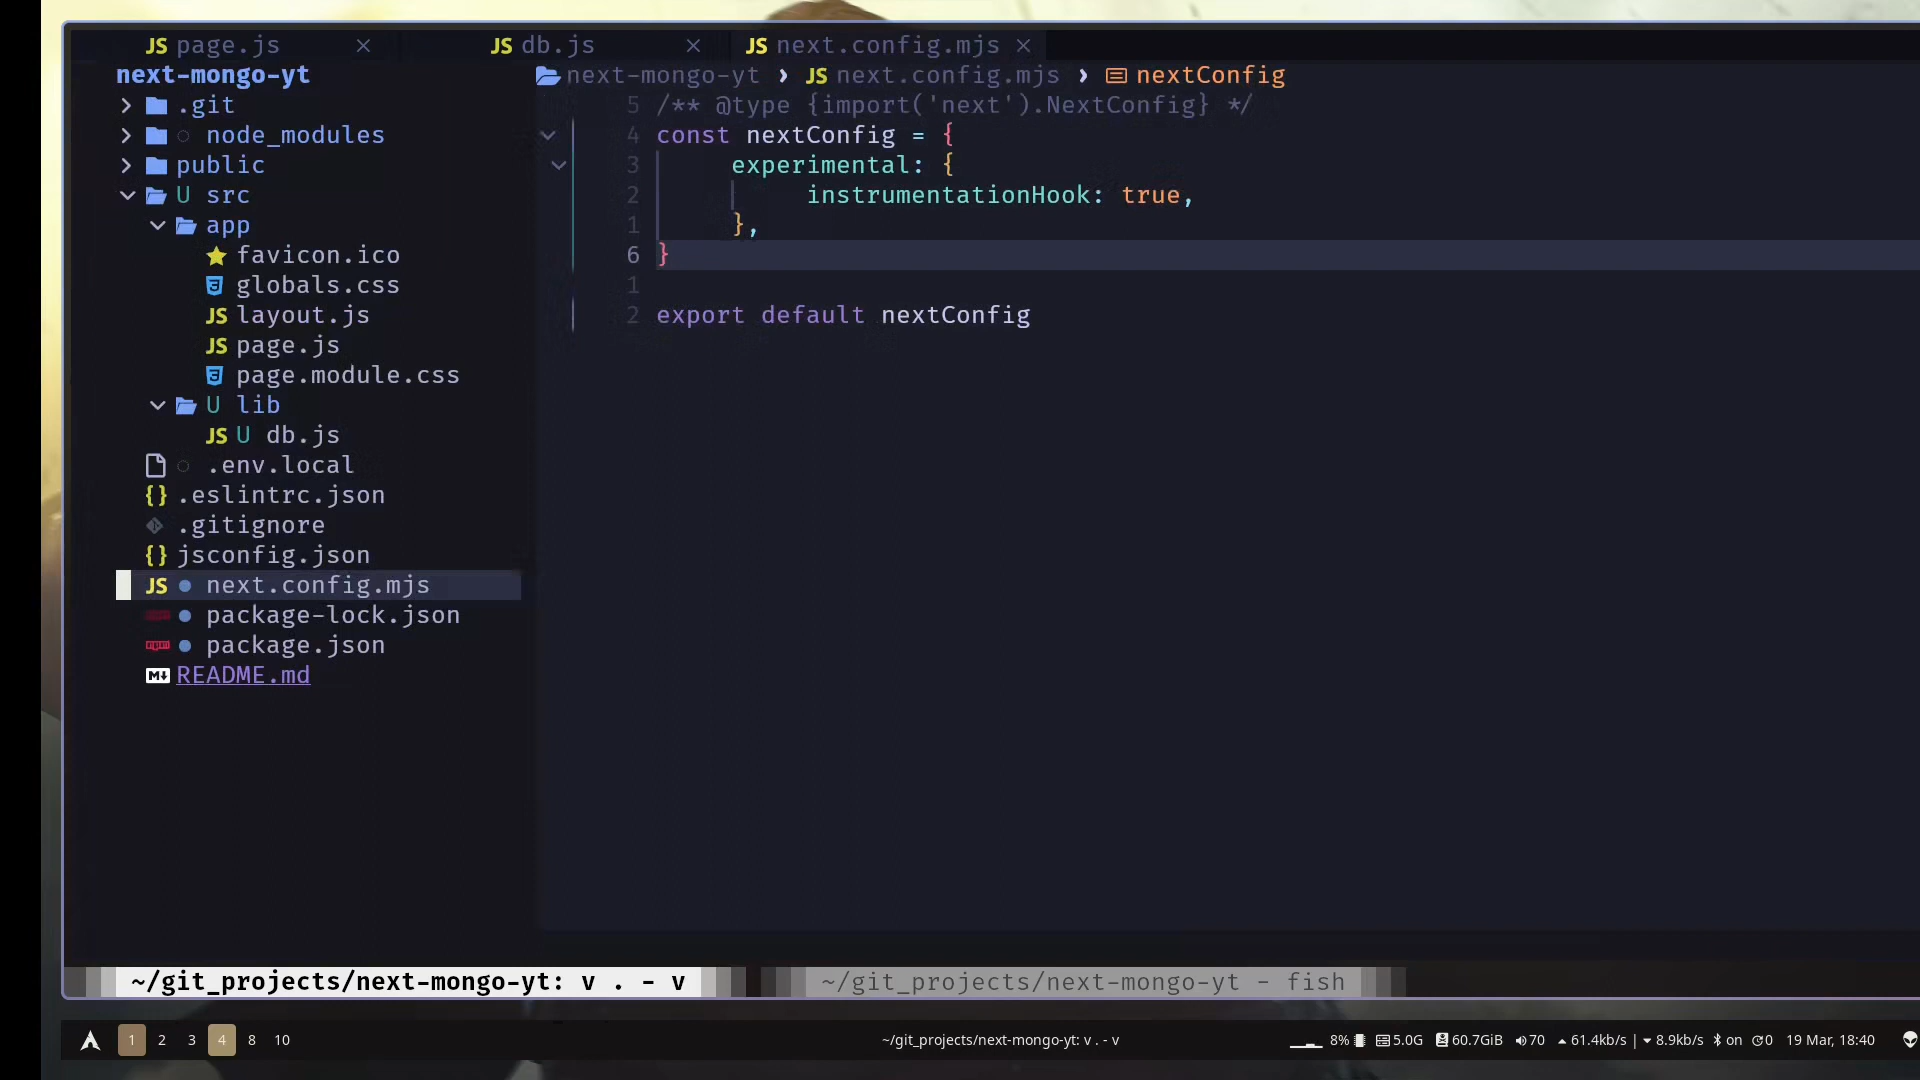 JS page.js × JS db.js × JS next.config.mjs ×
next-mongo-yt
.git
node_modules
public
U src
app
favicon.ico
globals.css
JS layout.js
JS page.js
page.module.css
U lib
JS U db.js
.env.local
{} .eslintrc.json
.gitignore
{} jsconfig.json
JS next.config.mjs
package-lock.json
package.json
M↓ README.md
next-mongo-yt › JS next.config.mjs › nextConfig
5 /** @type {import('next').NextConfig} */
4 const nextConfig = {
3 experimental: {
2 instrumentationHook: true,
1 },
6 }
1
2 export default nextConfig
~/git_projects/next-mongo-yt: v . - v ~/git_projects/next-mongo-yt - fish
1 2 3 4 8 10 ~/git_projects/next-mongo-yt: v . - v 8% 5.0G 60.7GiB 70 61.4kb/s | 8.9kb/s on 0 19 Mar, 18:40